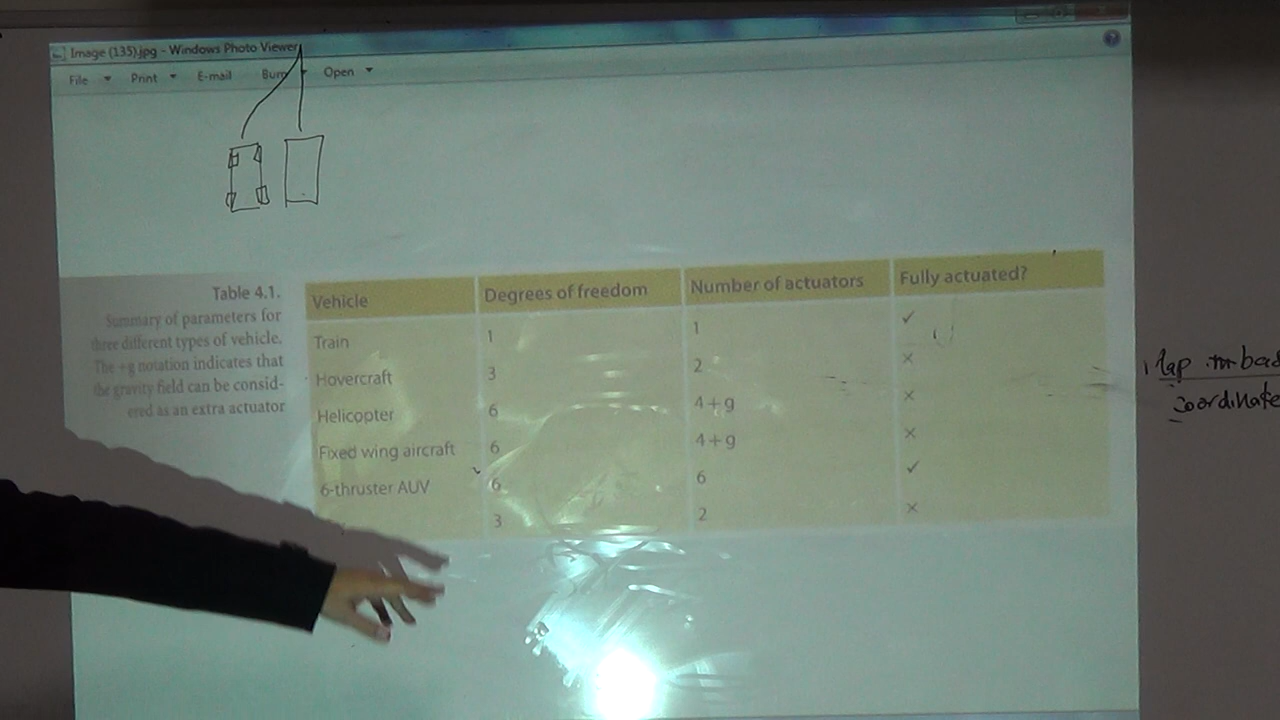 Image (135).jpg - Windows Photo Viewer
File Print E-mail Burn Open
Table 4.1.
Summary of parameters for
three different types of vehicle.
The +g notation indicates that
the gravity field can be consid-
ered as an extra actuator
Vehicle Degrees of freedom Number of actuators Fully actuated?
Train 1 1 ✓
Hovercraft 3 2 ×
Helicopter 6 4+g ×
Fixed wing aircraft 6 4+g ×
6-thruster AUV 6 6 ✓
3 2 ×
coordinate